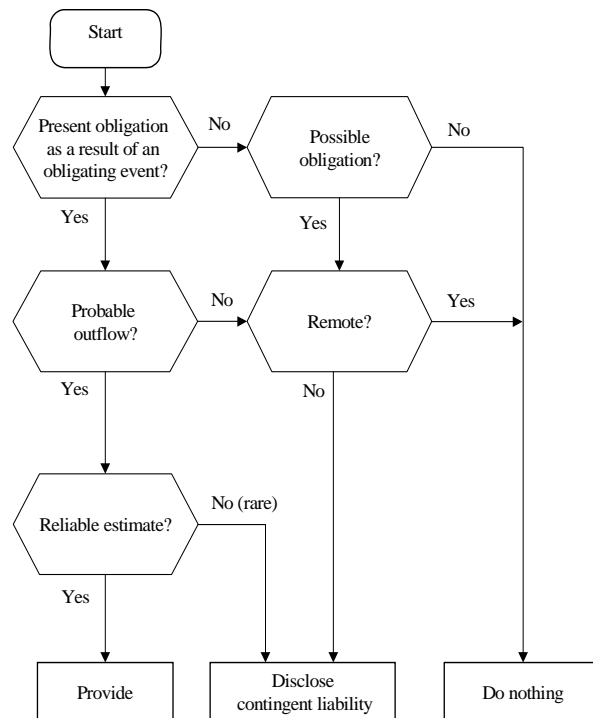 Start
Present obligation
as a result of an
obligating event?
No
Possible
obligation?
No
Yes
Yes
Probable
outflow?
No
Remote?
Yes
Yes
No
Reliable estimate?
No (rare)
Yes
Provide
Disclose
contingent liability
Do nothing